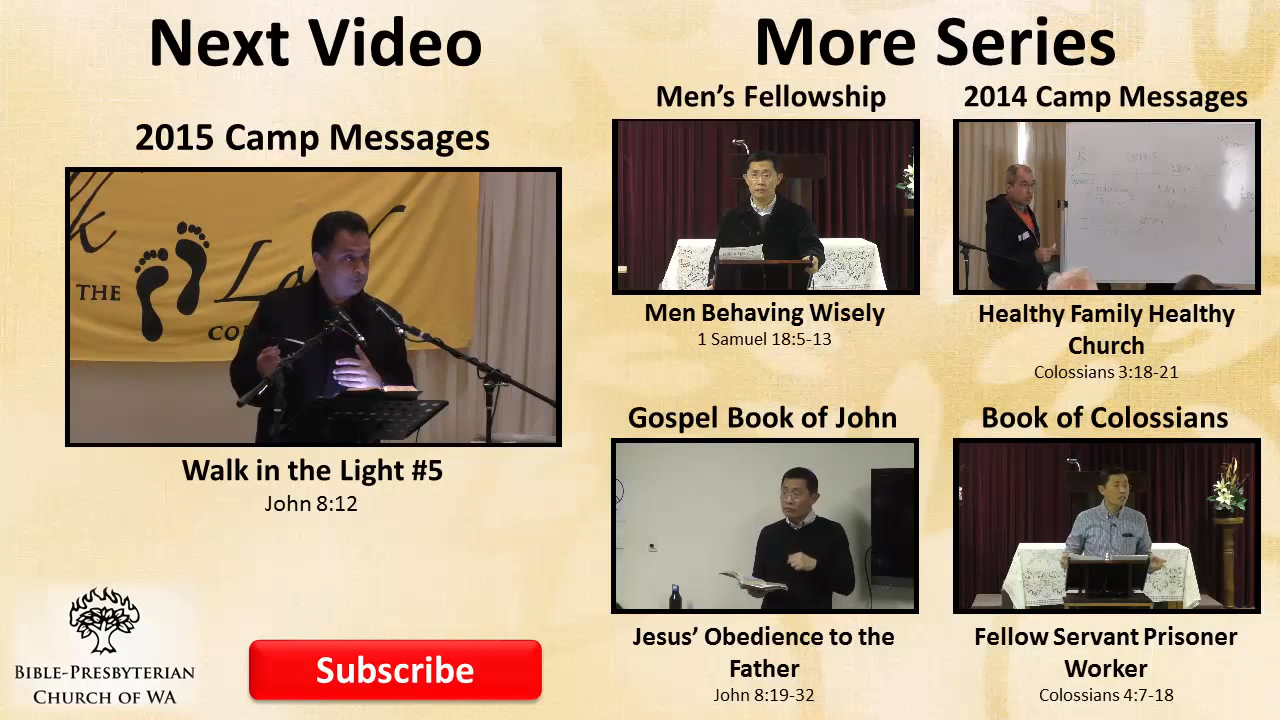 Next Video
2015 Camp Messages
THE
Walk in the Light #5
John 8:12
More Series
Men’s Fellowship
Men Behaving Wisely
1 Samuel 18:5-13
2014 Camp Messages
Healthy Family Healthy
Church
Colossians 3:18-21
Gospel Book of John
Jesus’ Obedience to the
Father
John 8:19-32
Book of Colossians
Fellow Servant Prisoner
Worker
Colossians 4:7-18
BIBLE-PRESBYTERIAN
CHURCH OF WA
Subscribe